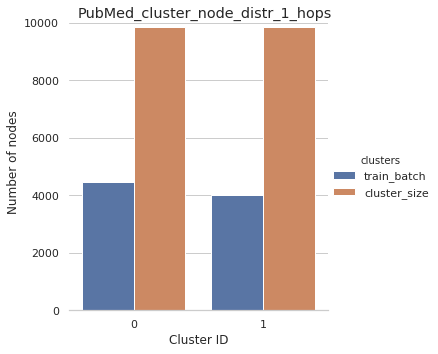 PubMed_cluster_node_distr_1_hops
10000
8000
6000
4000
2000
0
Number of nodes
0 1
Cluster ID
clusters
train_batch
cluster_size